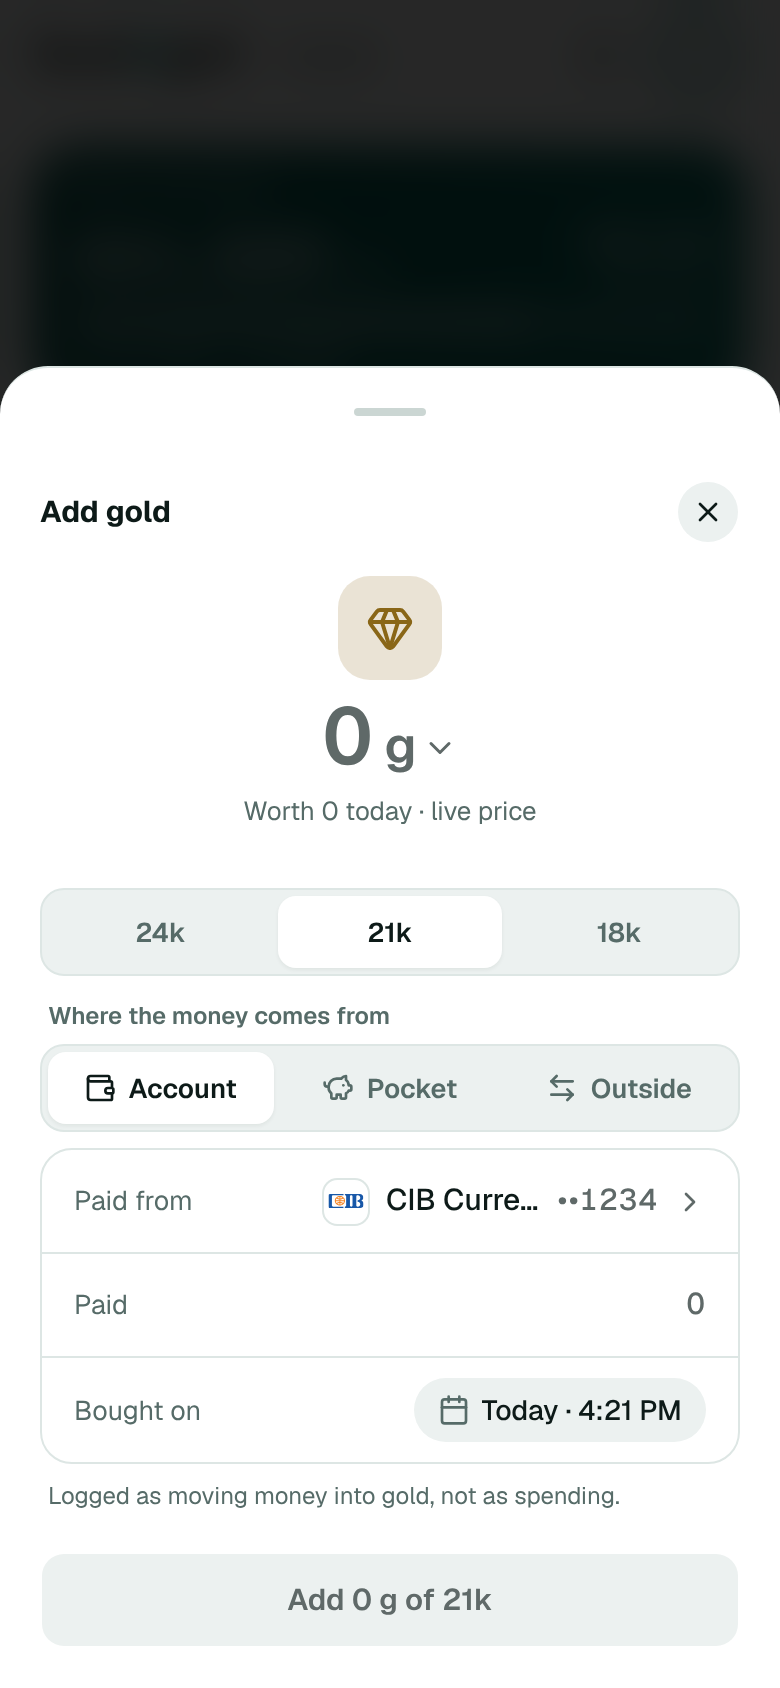 Add gold
0 g
Worth 0 today · live price
24k 21k 18k
Where the money comes from
Account Pocket Outside
Paid from CIB CIB Curre... ••1234
Paid 0
Bought on Today · 4:21 PM
Logged as moving money into gold, not as spending.
Add 0 g of 21k